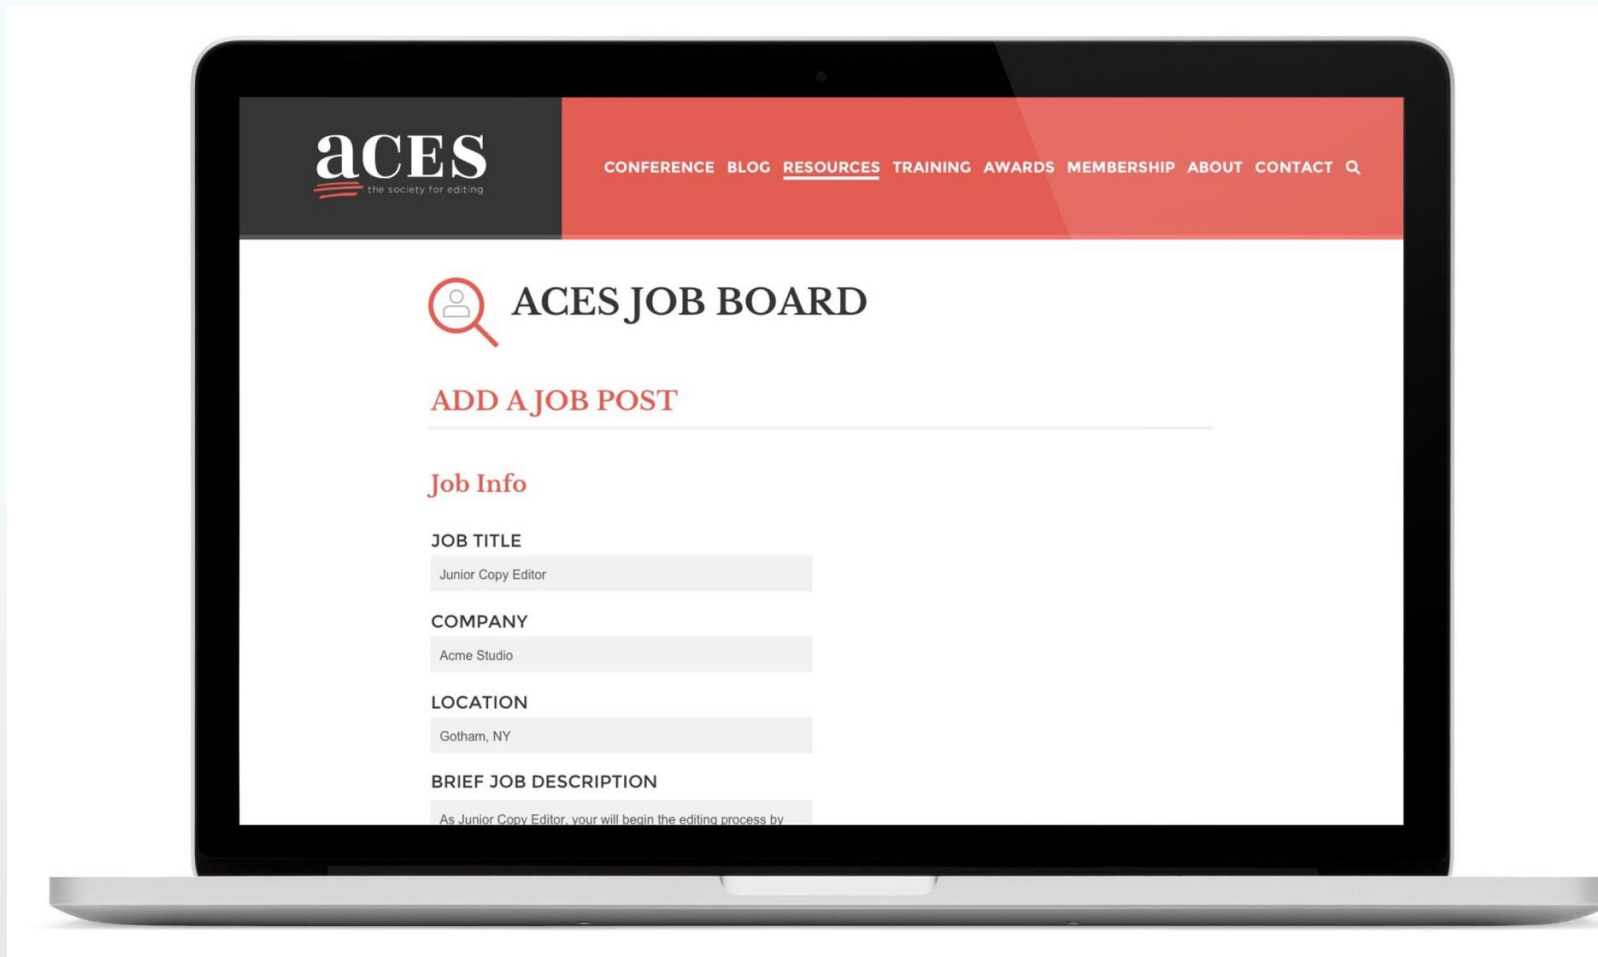 aCES
the society for editing
CONFERENCE BLOG RESOURCES TRAINING AWARDS MEMBERSHIP ABOUT CONTACT
ACES JOB BOARD
ADD A JOB POST
Job Info
JOB TITLE
Junior Copy Editor
COMPANY
Acme Studio
LOCATION
Gotham, NY
BRIEF JOB DESCRIPTION
As Junior Copy Editor, your will begin the editing process by